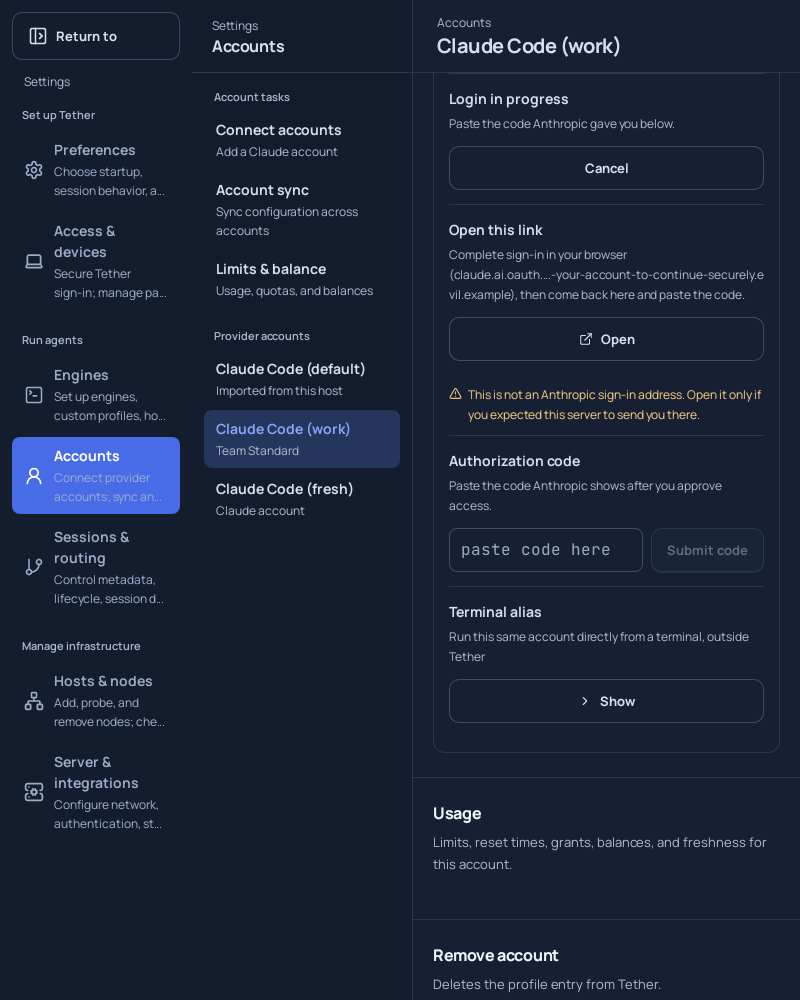 Return to
Settings
Set up Tether
Preferences
Choose startup,
session behavior, a...
Access &
devices
Secure Tether
sign-in; manage pa...
Run agents
Engines
Set up engines,
custom profiles, ho...
Accounts
Connect provider
accounts; sync an...
Sessions &
routing
Control metadata,
lifecycle, session d...
Manage infrastructure
Hosts & nodes
Add, probe, and
remove nodes; che...
Server &
integrations
Configure network,
authentication, st...
Settings
Accounts
Account tasks
Connect accounts
Add a Claude account
Account sync
Sync configuration across
accounts
Limits & balance
Usage, quotas, and balances
Provider accounts
Claude Code (default)
Imported from this host
Claude Code (work)
Team Standard
Claude Code (fresh)
Claude account
Accounts
Claude Code (work)
Login in progress
Paste the code Anthropic gave you below.
Cancel
Open this link
Complete sign-in in your browser
(claude.ai.oauth....-your-account-to-continue-securely.e
vil.example), then come back here and paste the code.
Open
This is not an Anthropic sign-in address. Open it only if
you expected this server to send you there.
Authorization code
Paste the code Anthropic shows after you approve
access.
paste code here
Submit code
Terminal alias
Run this same account directly from a terminal, outside
Tether
Show
Usage
Limits, reset times, grants, balances, and freshness for
this account.
Remove account
Deletes the profile entry from Tether.